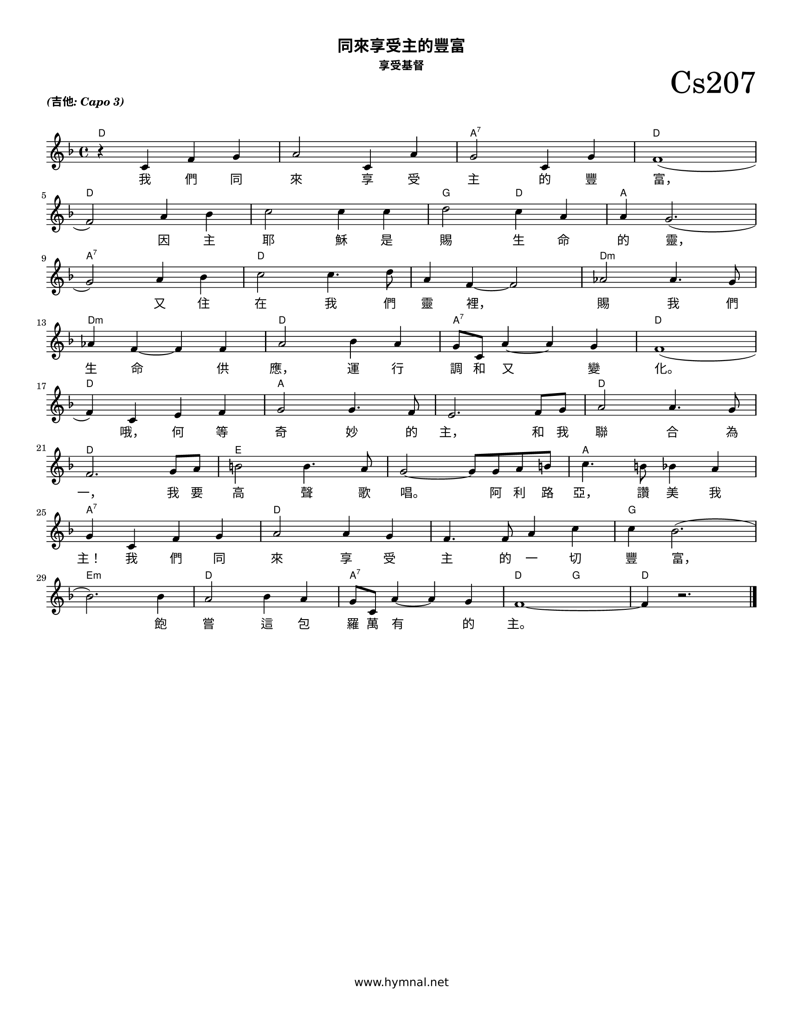 同來享受主的豐富
享受基督
Cs207
(吉他: Capo 3)
D A7 D
我 們 同 來 享 受 主 的 豐 富，
5 D G D A
因 主 耶 穌 是 賜 生 命 的 靈，
9 A7 D Dm
又 住 在 我 們 靈 裡， 賜 我 們
13 Dm D A7 D
生 命 供 應， 運 行 調 和 又 變 化。
17 D A D
哦， 何 等 奇 妙 的 主， 和 我 聯 合 為
21 D E A
一， 我 要 高 聲 歌 唱。 阿 利 路 亞， 讚 美 我
25 A7 D G
主！ 我 們 同 來 享 受 主 的 一 切 豐 富，
29 Em D A7 D G D
飽 嘗 這 包 羅 萬 有 的 主。
www.hymnal.net